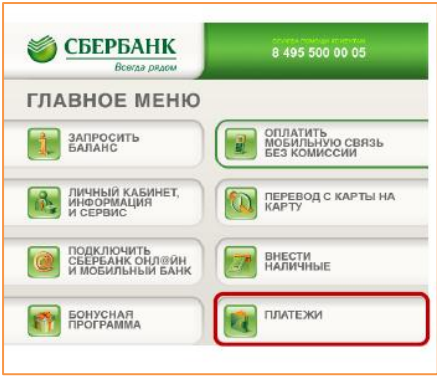 СБЕРБАНК
Всегда рядом
8 495 500 00 05
ГЛАВНОЕ МЕНЮ
ЗАПРОСИТЬ
БАЛАНС
ОПЛАТИТЬ
МОБИЛЬНУЮ СВЯЗЬ
БЕЗ КОМИССИИ
ЛИЧНЫЙ КАБИНЕТ,
ИНФОРМАЦИЯ
И СЕРВИС
ПЕРЕВОД С КАРТЫ НА
КАРТУ
ПОДКЛЮЧИТЬ
СБЕРБАНК ОНЛ@ЙН
И МОБИЛЬНЫЙ БАНК
ВНЕСТИ
НАЛИЧНЫЕ
БОНУСНАЯ
ПРОГРАММА
ПЛАТЕЖИ